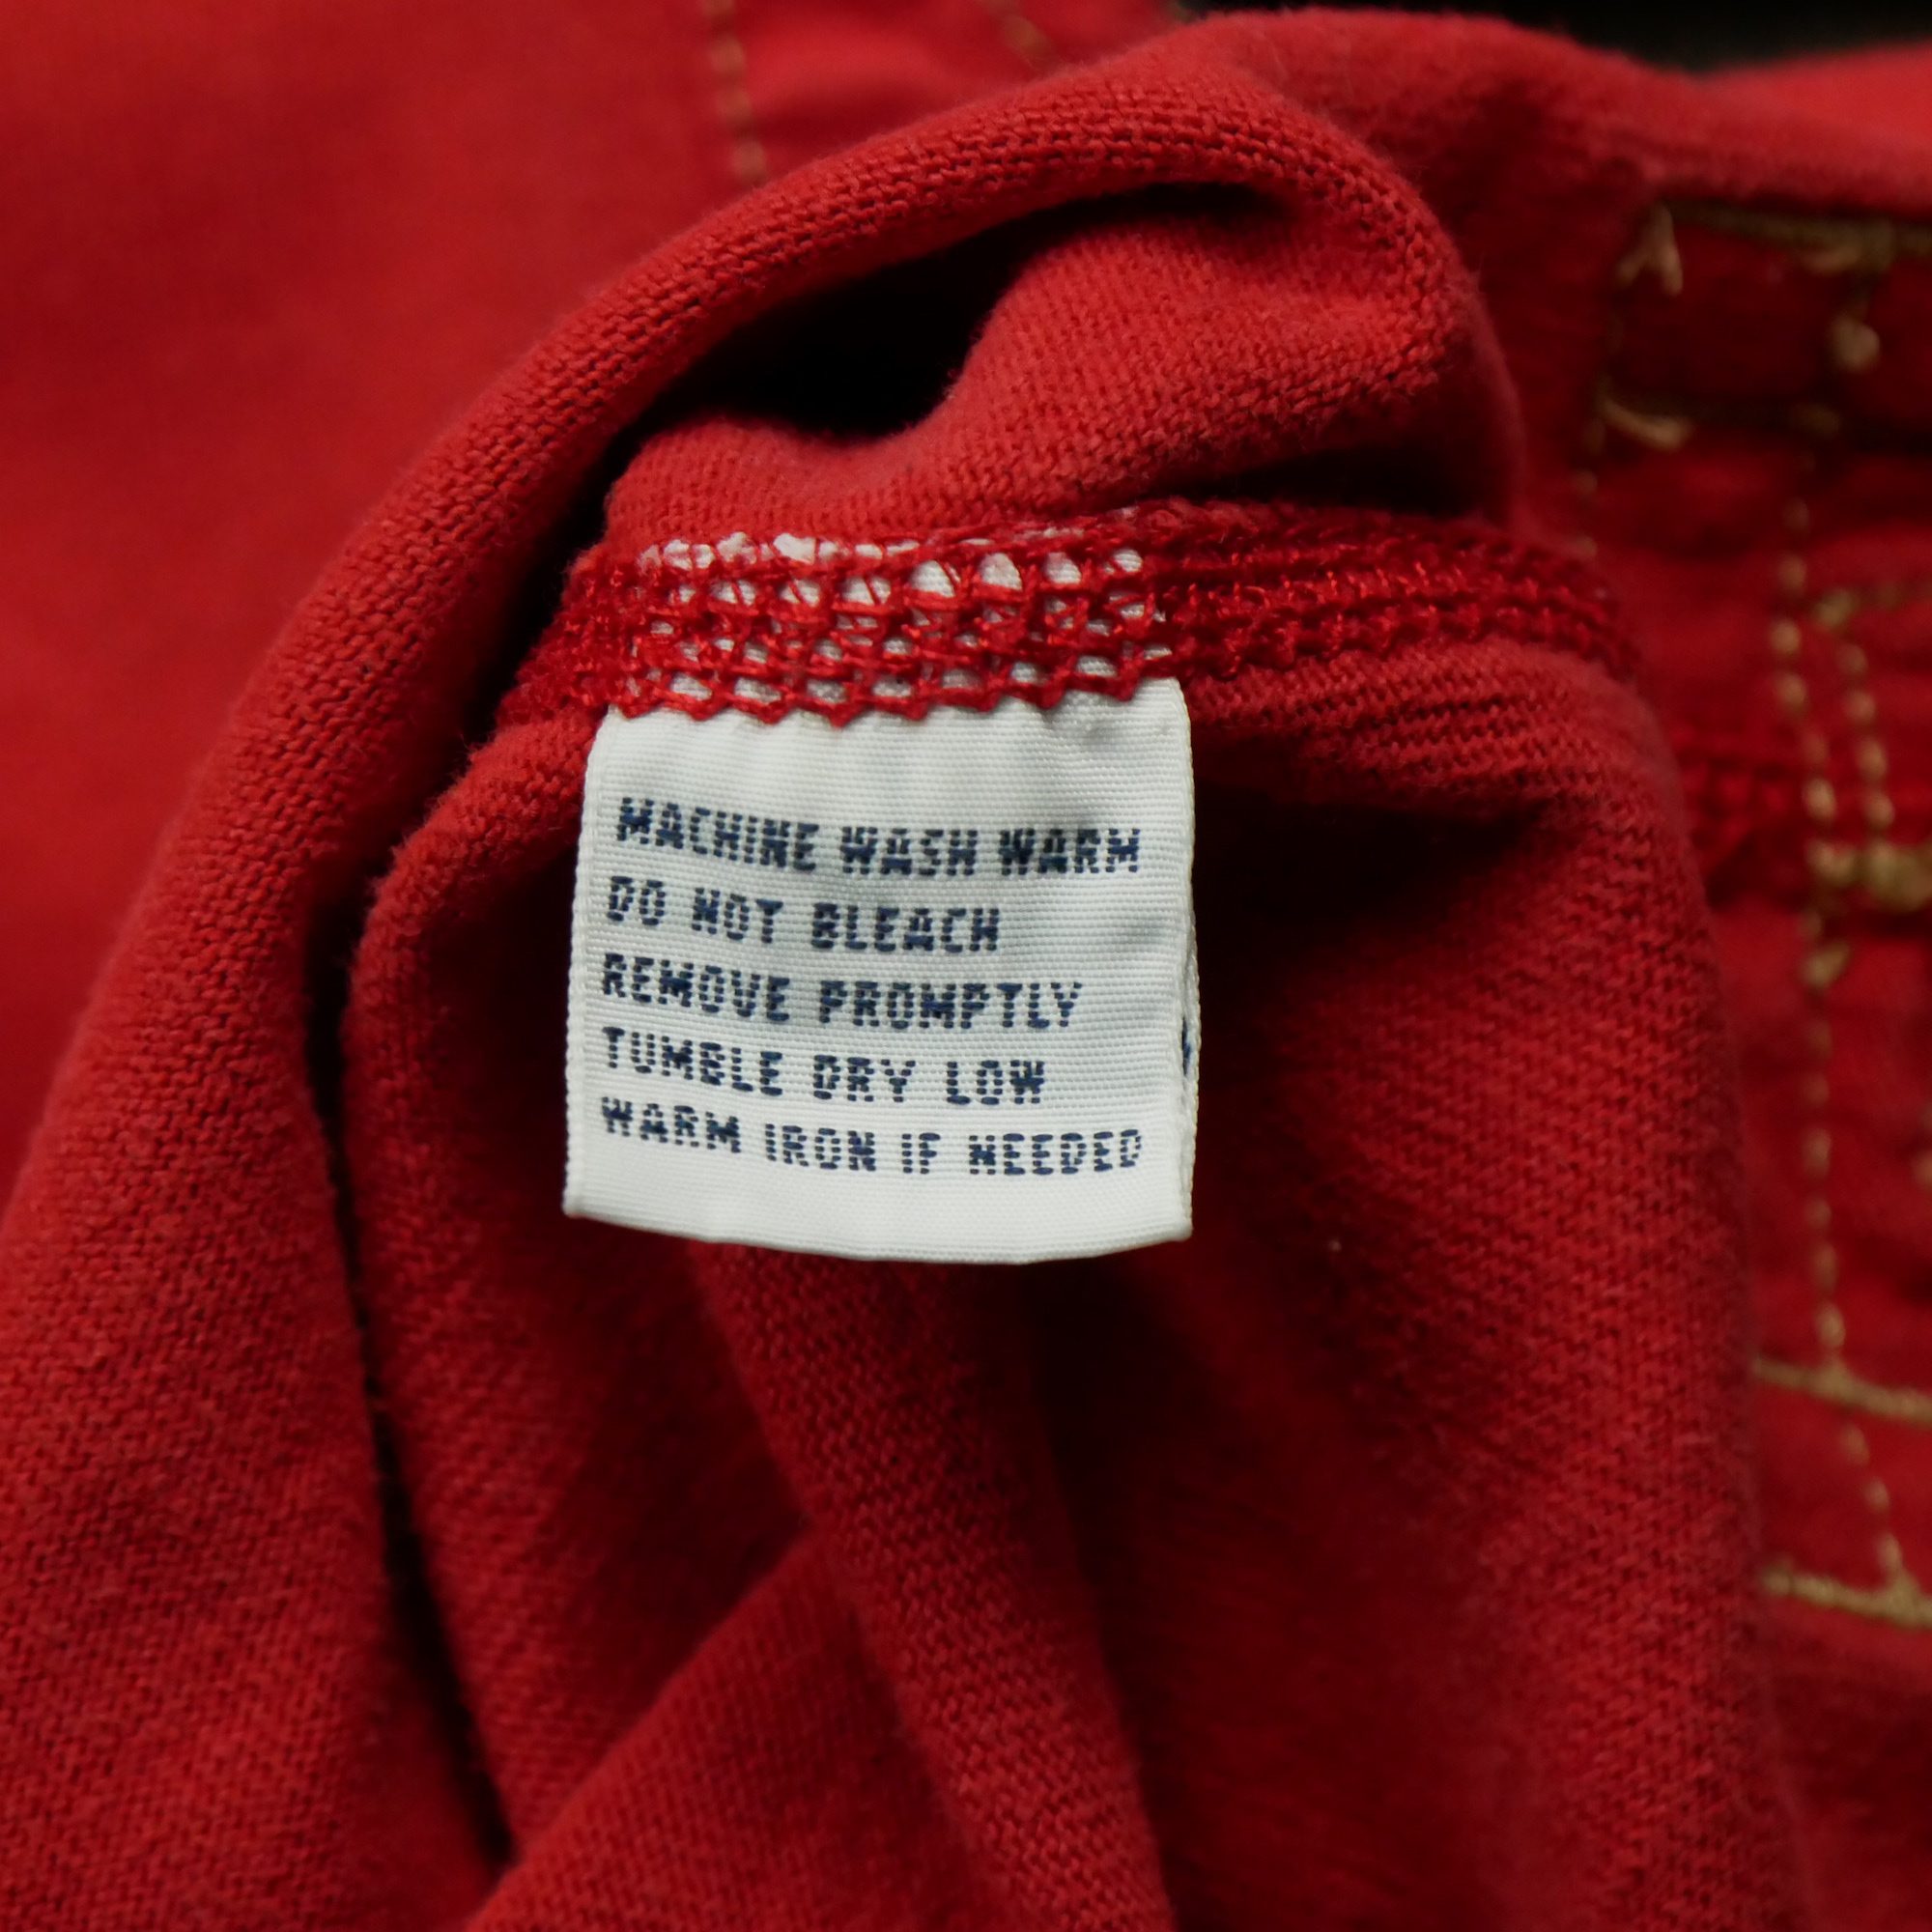 MACHINE WASH WARM
DO NOT BLEACH
REMOVE PROMPTLY
TUMBLE DRY LOW
WARM IRON IF NEEDED